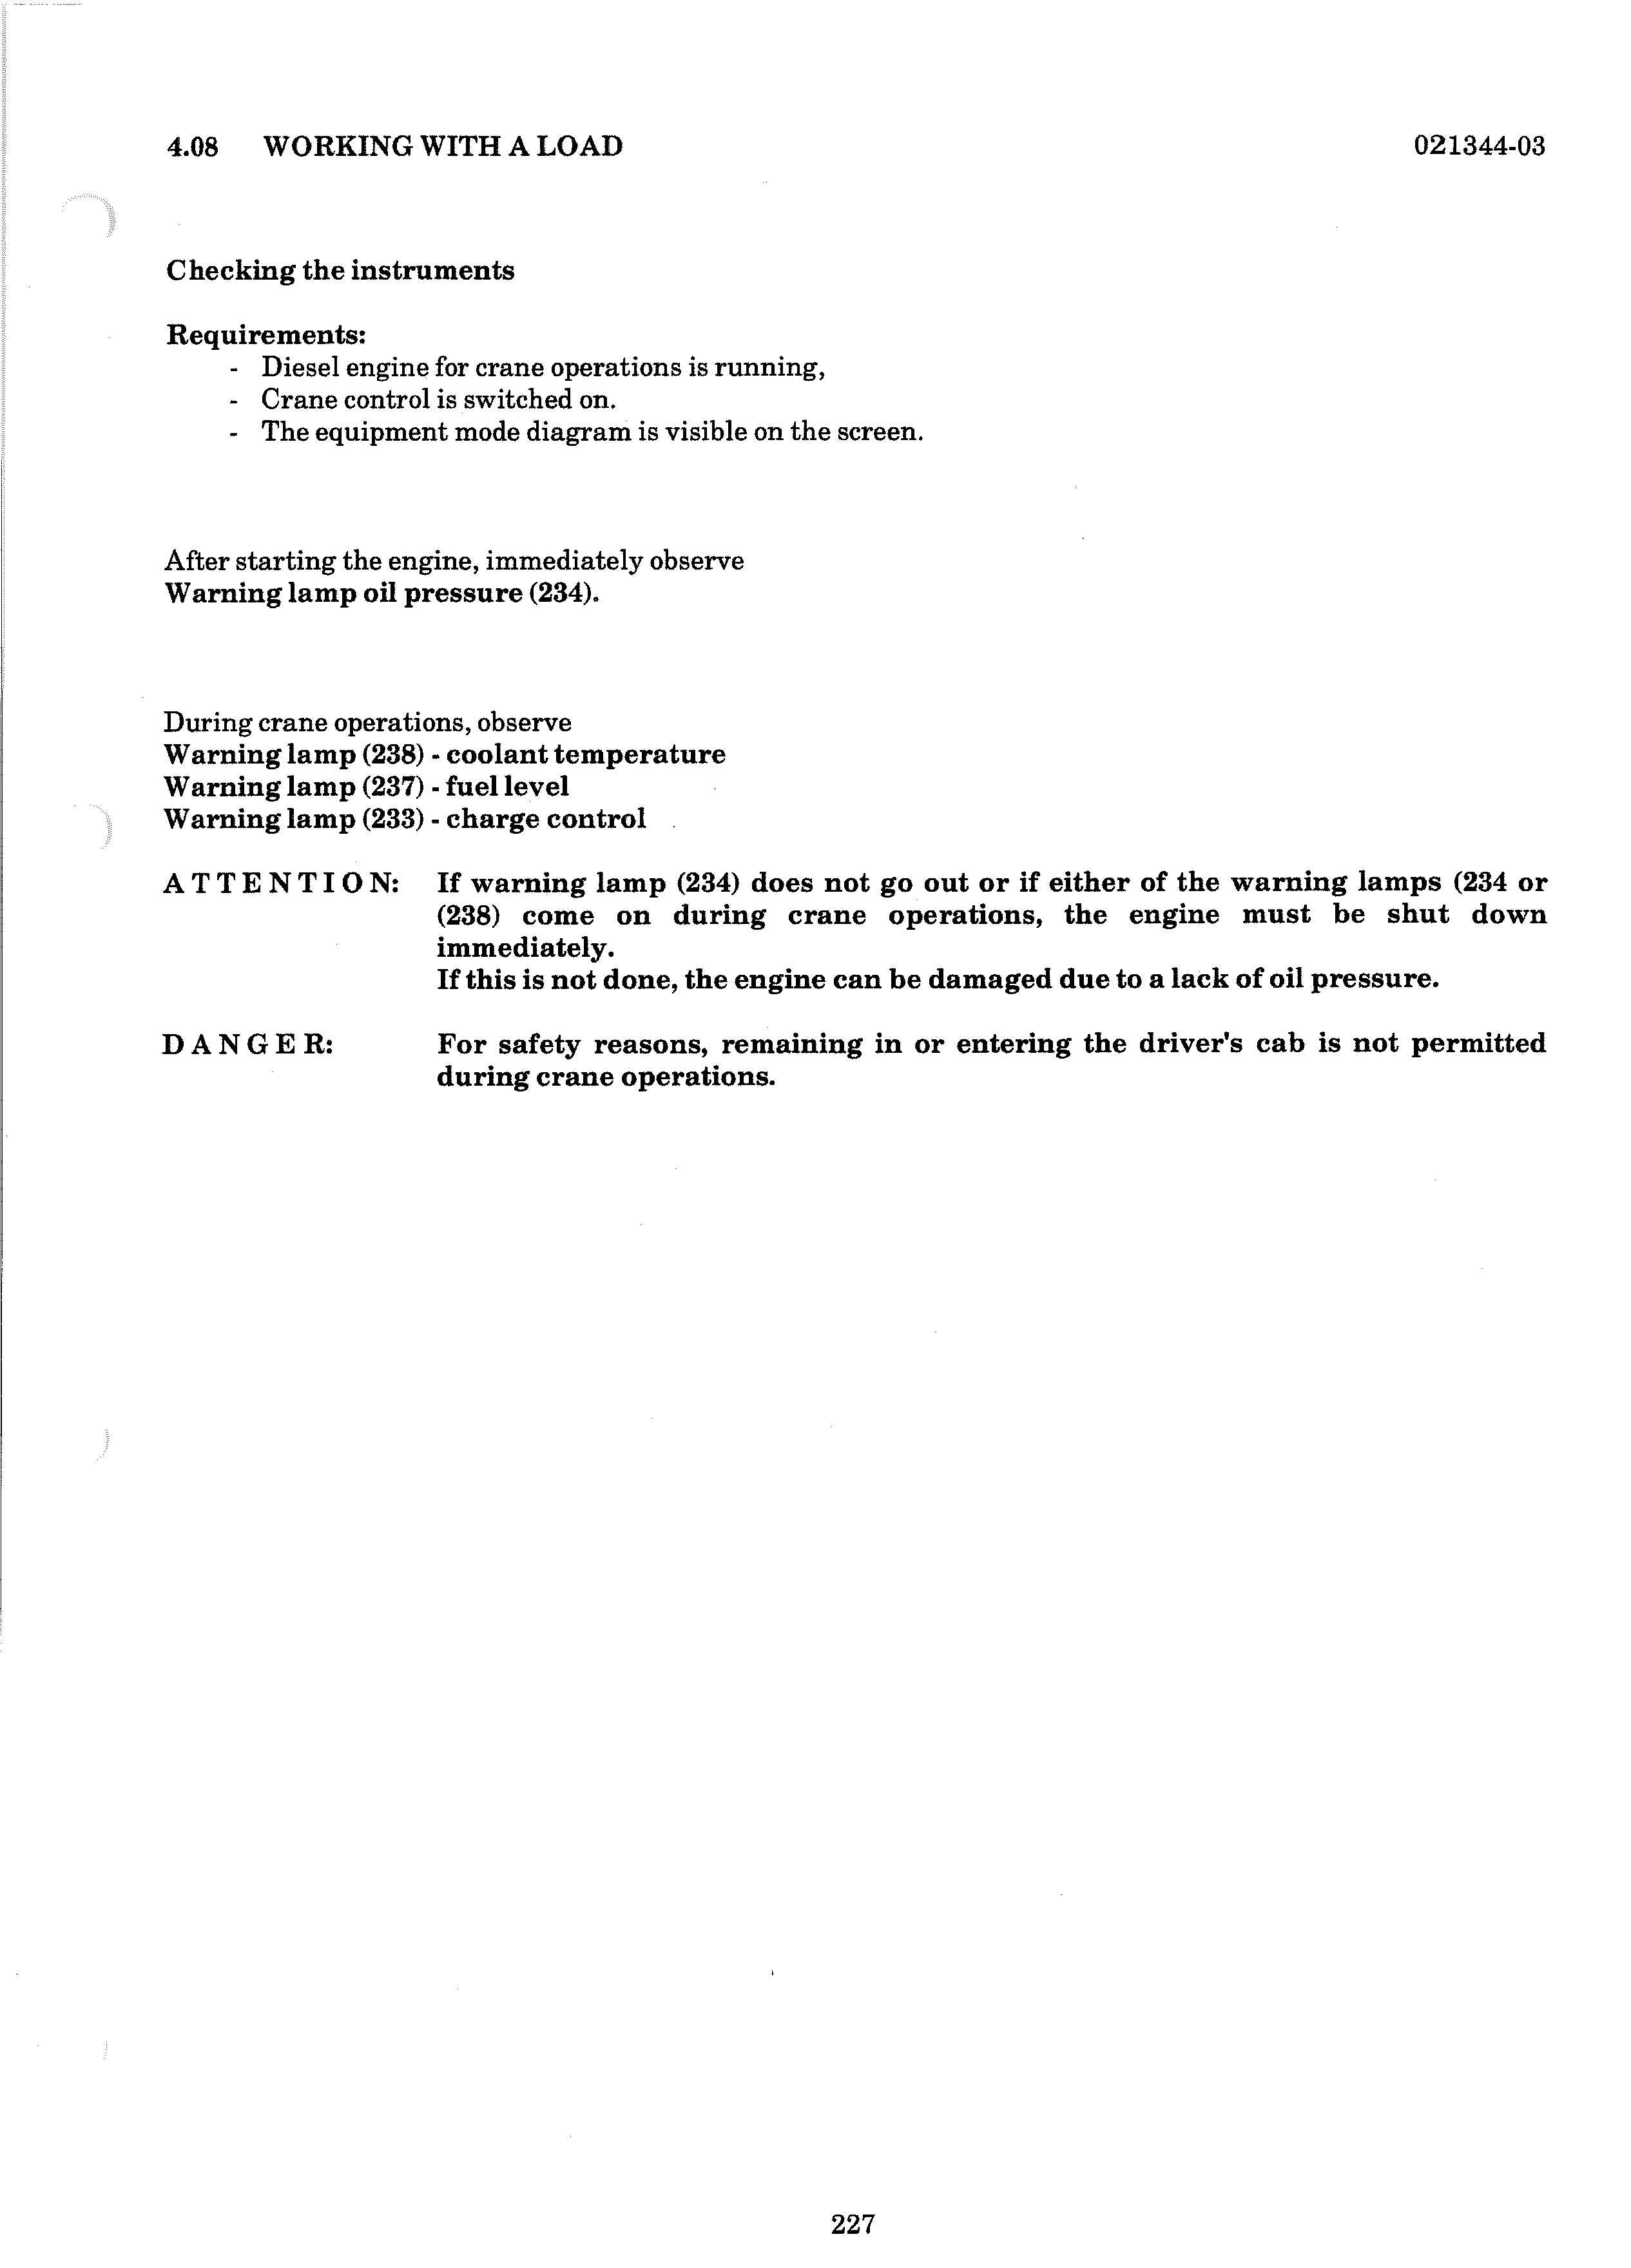 4.08 WORKING WITH A LOAD 021344-03
Checking the instruments
Requirements:
- Diesel engine for crane operations is running,
- Crane control is switched on.
- The equipment mode diagram is visible on the screen.
After starting the engine, immediately observe
Warning lamp oil pressure (234).
During crane operations, observe
Warning lamp (238) - coolant temperature
Warning lamp (237) - fuel level
Warning lamp (233) - charge control
A T T E N T I O N: If warning lamp (234) does not go out or if either of the warning lamps (234 or
(238) come on during crane operations, the engine must be shut down
immediately.
If this is not done, the engine can be damaged due to a lack of oil pressure.
D A N G E R: For safety reasons, remaining in or entering the driver's cab is not permitted
during crane operations.
227